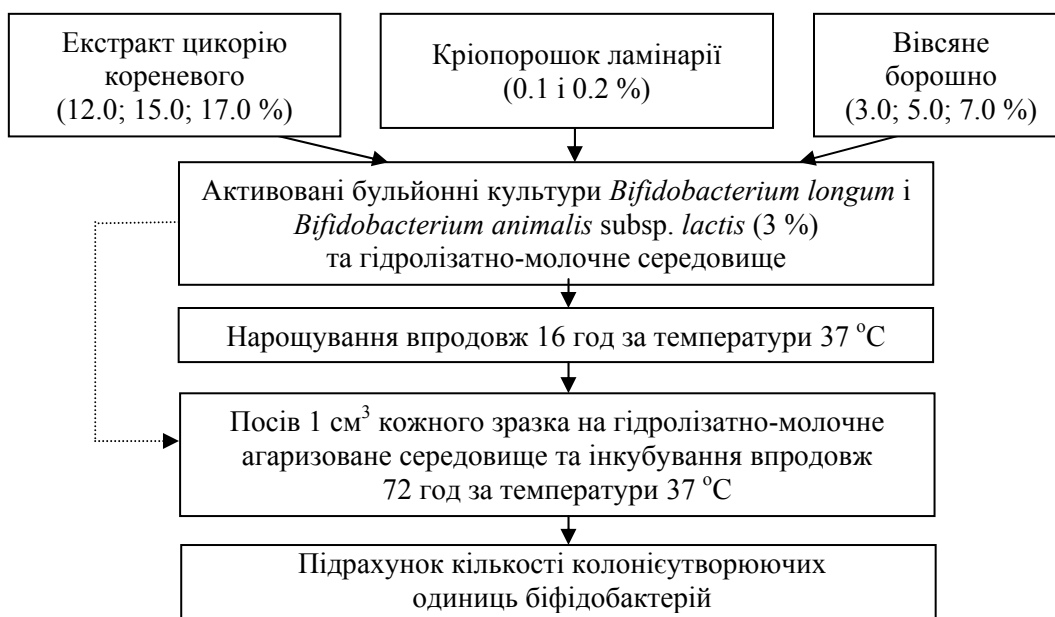 Екстракт цикорію
кореневого
(12.0; 15.0; 17.0 %)
Кріопорошок ламінарії
(0.1 і 0.2 %)
Вівсяне
борошно
(3.0; 5.0; 7.0 %)
Активовані бульйонні культури Bifidobacterium longum і
Bifidobacterium animalis subsp. lactis (3 %)
та гідролізатно-молочне середовище
Нарощування впродовж 16 год за температури 37 °С
Посів 1 см³ кожного зразка на гідролізатно-молочне
агаризоване середовище та інкубування впродовж
72 год за температури 37 °С
Підрахунок кількості колонієутворюючих
одиниць біфідобактерій